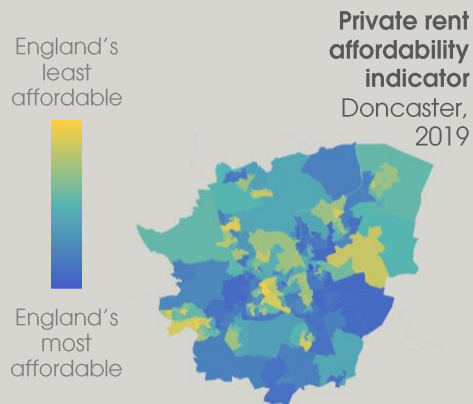 Private rent
affordability
indicator
Doncaster,
2019
England's
least
affordable
England's
most
affordable